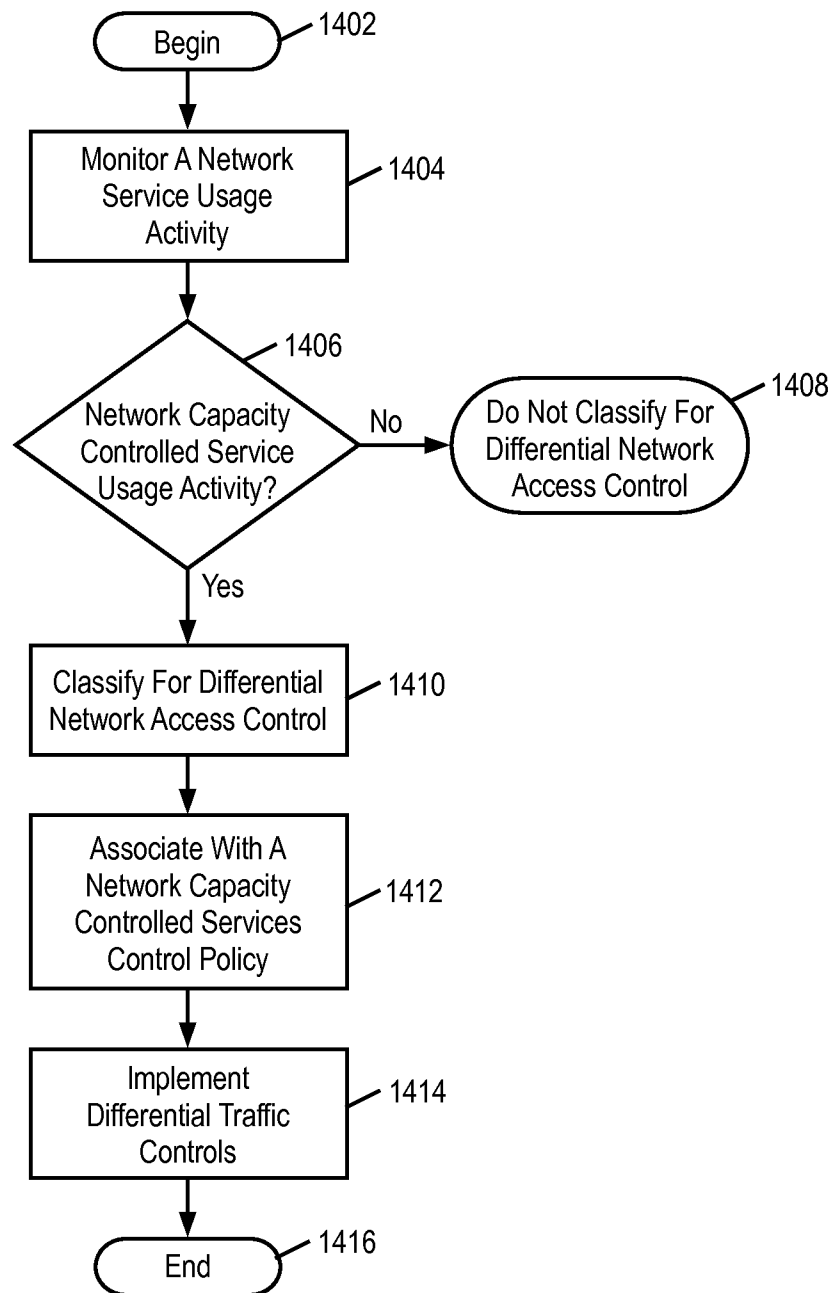 Begin
1402
Monitor A Network
Service Usage
Activity
1404
1406
Network Capacity
Controlled Service
Usage Activity?
No
1408
Do Not Classify For
Differential Network
Access Control
Yes
Classify For Differential
Network Access Control
1410
Associate With A
Network Capacity
Controlled Services
Control Policy
1412
Implement
Differential Traffic
Controls
1414
End
1416